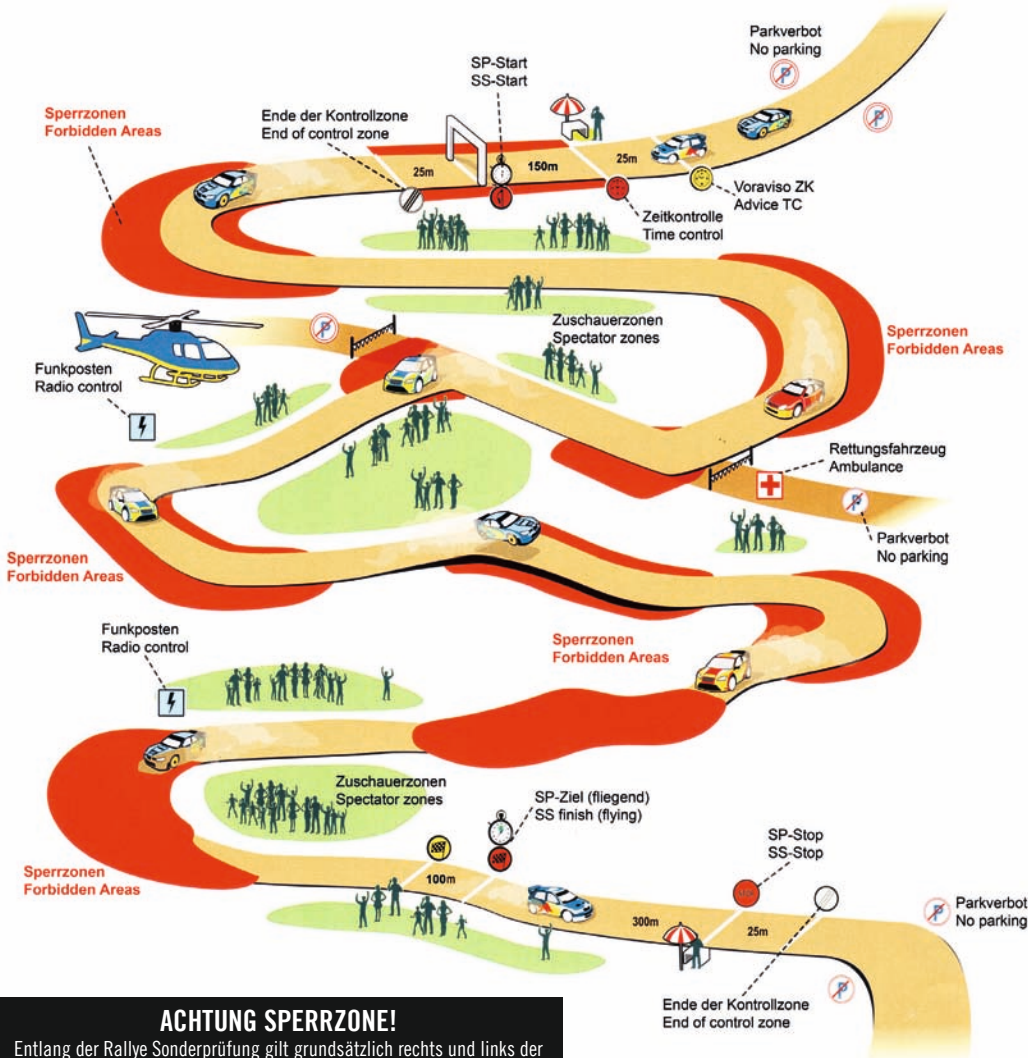 Parkverbot
No parking
SP-Start
SS-Start
Sperrzonen
Forbidden Areas
Ende der Kontrollzone
End of control zone
25m
150m
25m
Voraviso ZK
Advice TC
Zeitkontrolle
Time control
Zuschauerzonen
Spectator zones
Sperrzonen
Forbidden Areas
Funkposten
Radio control
Rettungsfahrzeug
Ambulance
Parkverbot
No parking
Sperrzonen
Forbidden Areas
Funkposten
Radio control
Sperrzonen
Forbidden Areas
Zuschauerzonen
Spectator zones
SP-Ziel (fliegend)
SS finish (flying)
SP-Stop
SS-Stop
Sperrzonen
Forbidden Areas
100m
300m
25m
Parkverbot
No parking
Ende der Kontrollzone
End of control zone
ACHTUNG SPERRZONE!
Entlang der Rallye Sonderprüfung gilt grundsätzlich rechts und links der